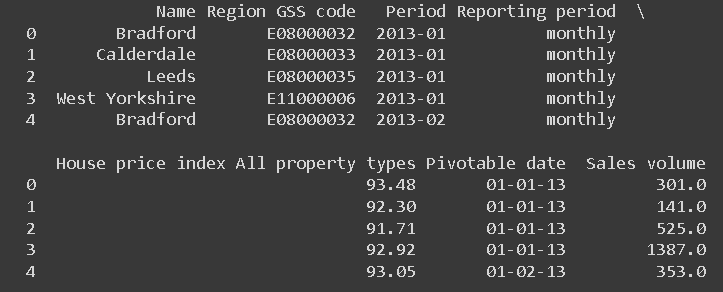 Name Region GSS code Period Reporting period \
0 Bradford E08000032 2013-01 monthly
1 Calderdale E08000033 2013-01 monthly
2 Leeds E08000035 2013-01 monthly
3 West Yorkshire E11000006 2013-01 monthly
4 Bradford E08000032 2013-02 monthly
House price index All property types Pivotable date Sales volume
0 93.48 01-01-13 301.0
1 92.30 01-01-13 141.0
2 91.71 01-01-13 525.0
3 92.92 01-01-13 1387.0
4 93.05 01-02-13 353.0